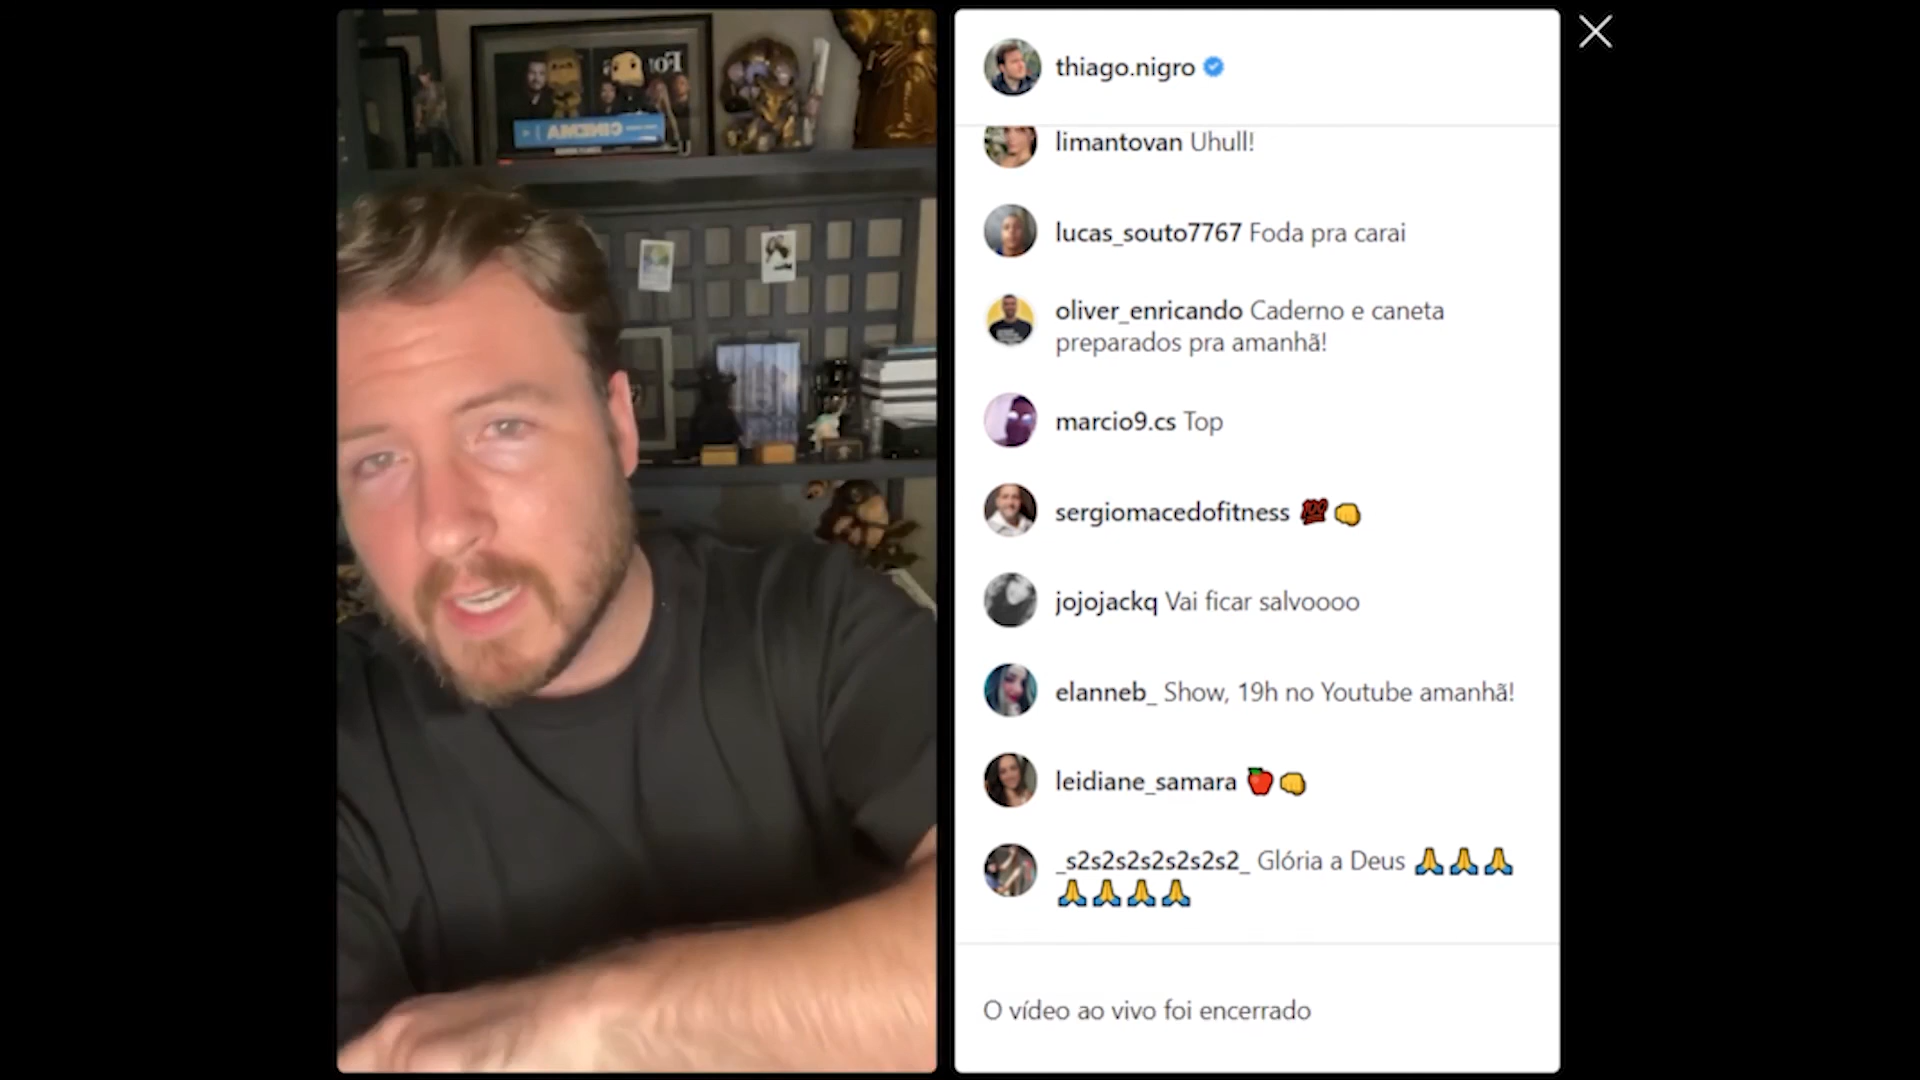 CINEMA
thiago.nigro
limantovan Uhull!
lucas_souto7767 Foda pra carai
oliver_enricando Caderno e caneta
preparados pra amanhã!
marcio9.cs Top
sergiomacedofitness 💯👊
jojojackq Vai ficar salvoooo
elanneb_ Show, 19h no Youtube amanhã!
leidiane_samara 🍎👊
_s2s2s2s2s2s2s2_ Glória a Deus 🙏🙏🙏
🙏🙏🙏🙏
O vídeo ao vivo foi encerrado